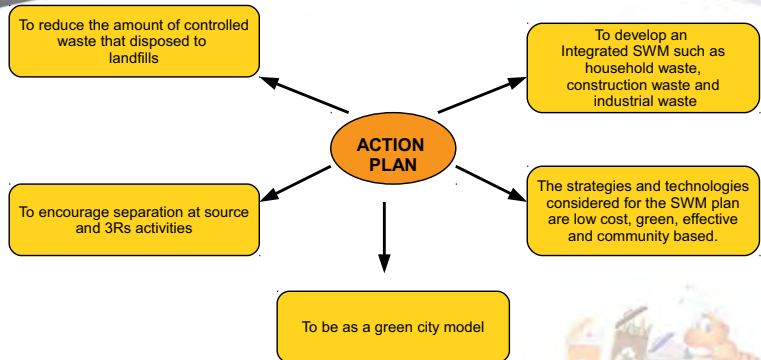 To reduce the amount of controlled
waste that disposed to
landfills
To develop an
Integrated SWM such as
household waste,
construction waste and
industrial waste
ACTION
PLAN
To encourage separation at source
and 3Rs activities
The strategies and technologies
considered for the SWM plan
are low cost, green, effective
and community based.
To be as a green city model